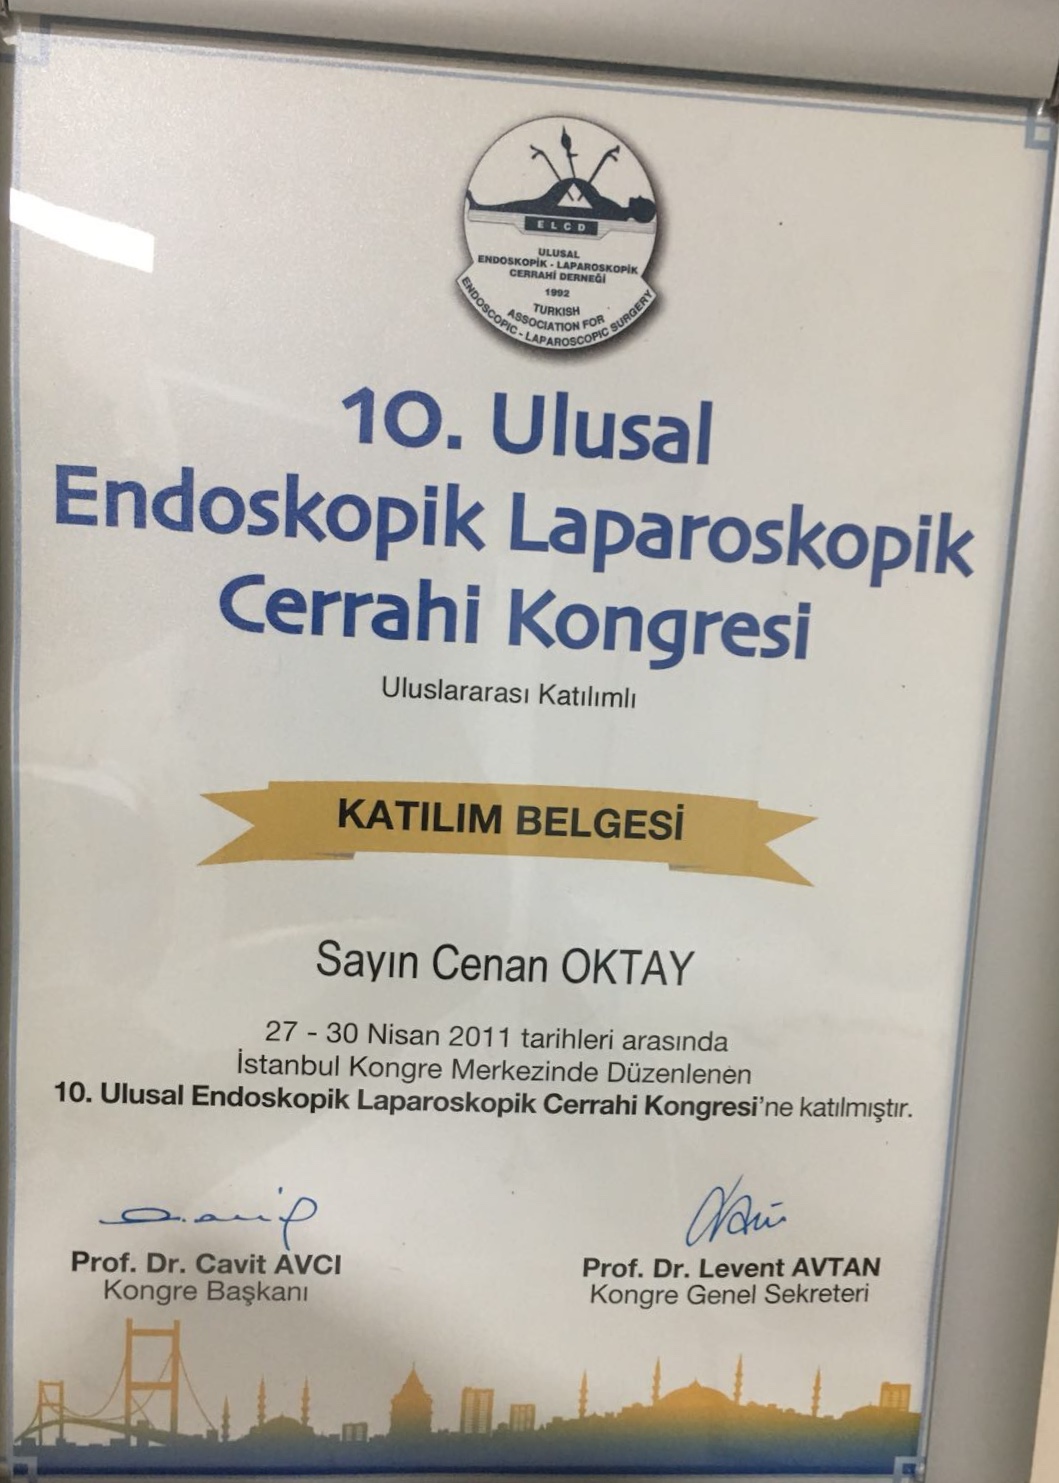 ELCD
ULUSAL
ENDOSKOPİK - LAPAROSKOPİK
CERRAHİ DERNEĞİ
1992
TURKISH
ASSOCIATION FOR
ENDOSCOPIC - LAPAROSCOPIC SURGERY
10. Ulusal
Endoskopik Laparoskopik
Cerrahi Kongresi
Uluslararası Katılımlı
KATILIM BELGESİ
Sayın Cenan OKTAY
27 - 30 Nisan 2011 tarihleri arasında
İstanbul Kongre Merkezinde Düzenlenen
10. Ulusal Endoskopik Laparoskopik Cerrahi Kongresi'ne katılmıştır.
Prof. Dr. Cavit AVCI
Kongre Başkanı
Prof. Dr. Levent AVTAN
Kongre Genel Sekreteri